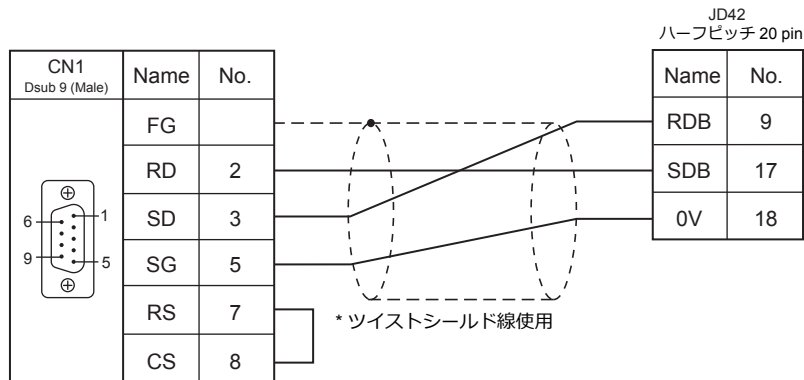 JD42
ハーフピッチ 20 pin
CN1
Dsub 9 (Male)
Name No.
FG
RD 2
SD 3
SG 5
RS 7
CS 8
6 1
9 5
Name No.
RDB 9
SDB 17
0V 18
* ツイストシールド線使用